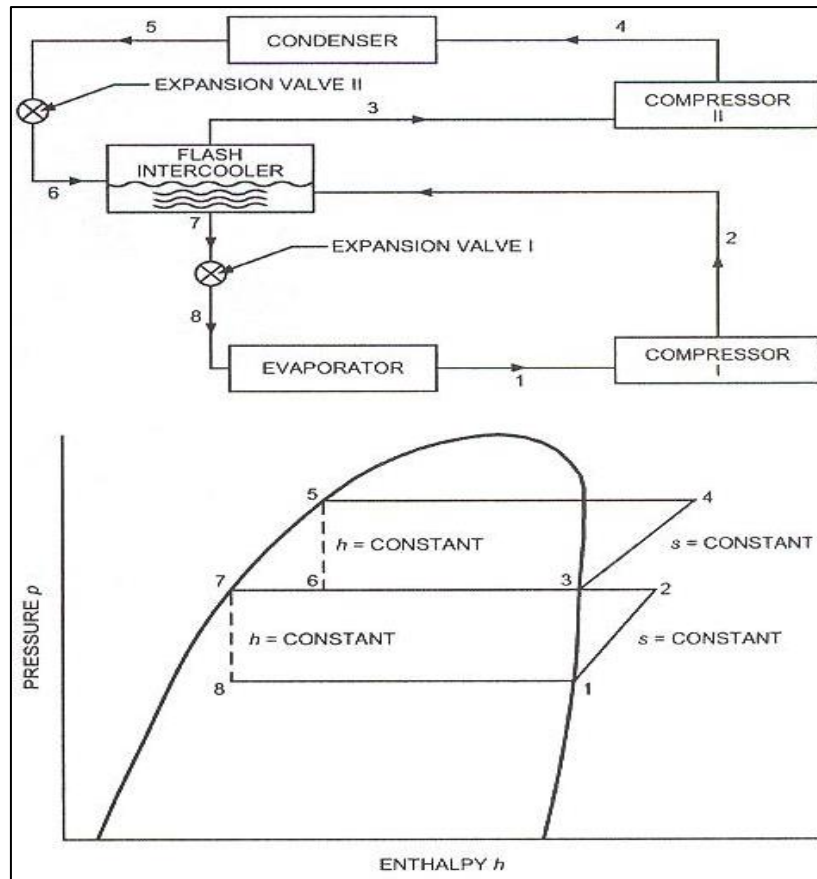 5
CONDENSER
4
EXPANSION VALVE II
COMPRESSOR
II
3
FLASH
INTERCOOLER
6
7
2
EXPANSION VALVE I
8
EVAPORATOR
1
COMPRESSOR
I
5
4
h = CONSTANT
s = CONSTANT
7
6
3
2
h = CONSTANT
s = CONSTANT
8
1
PRESSURE p
ENTHALPY h